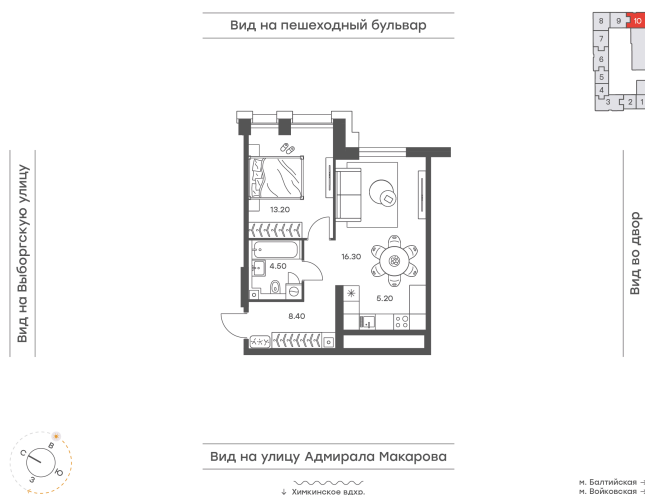 Вид на пешеходный бульвар
8 9 10
7
6
5
4
3 2 1
Вид на Выборгскую улицу
Вид во двор
13.20
16.30
4.50
5.20
8.40
В
С
Ю
З
Вид на улицу Адмирала Макарова
↓ Химкинское вдхр.
м. Балтийская →
м. Войковская →